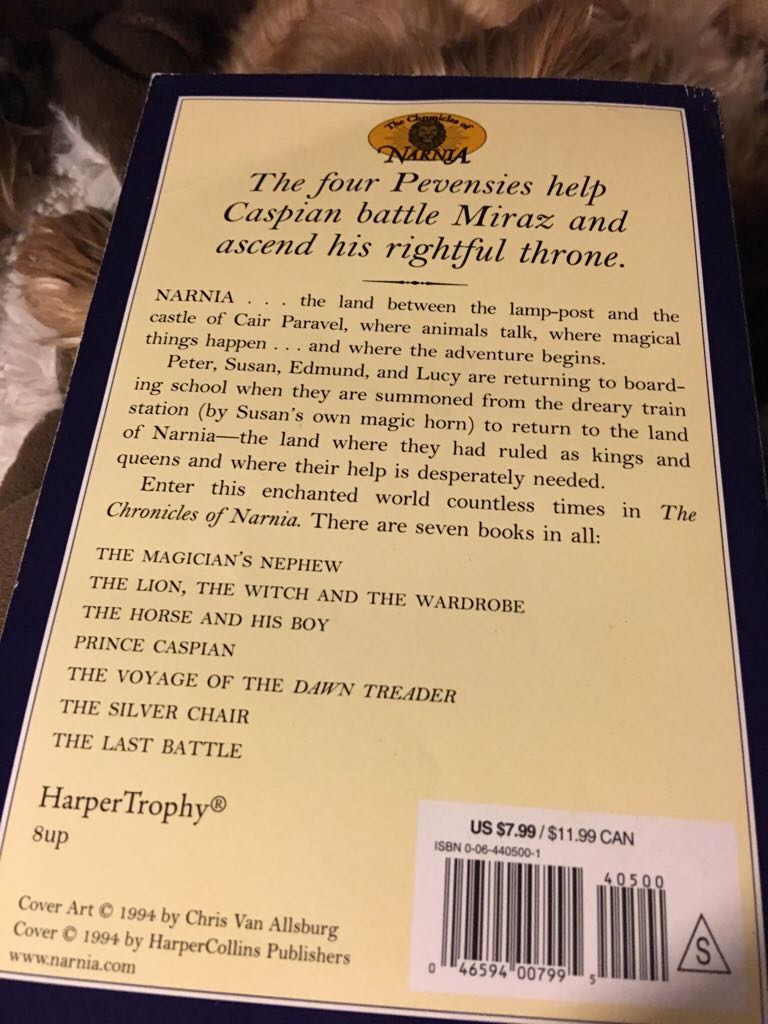 The Chronicles of
NARNIA
The four Pevensies help
Caspian battle Miraz and
ascend his rightful throne.
NARNIA . . . the land between the lamp-post and the
castle of Cair Paravel, where animals talk, where magical
things happen . . . and where the adventure begins.
Peter, Susan, Edmund, and Lucy are returning to board-
ing school when they are summoned from the dreary train
station (by Susan's own magic horn) to return to the land
of Narnia—the land where they had ruled as kings and
queens and where their help is desperately needed.
Enter this enchanted world countless times in The
Chronicles of Narnia. There are seven books in all:
THE MAGICIAN'S NEPHEW
THE LION, THE WITCH AND THE WARDROBE
THE HORSE AND HIS BOY
PRINCE CASPIAN
THE VOYAGE OF THE DAWN TREADER
THE SILVER CHAIR
THE LAST BATTLE
HarperTrophy®
8up
Cover Art © 1994 by Chris Van Allsburg
Cover © 1994 by HarperCollins Publishers
www.narnia.com
US $7.99 / $11.99 CAN
ISBN 0-06-440500-1
40500
0 46594 00799 5
S